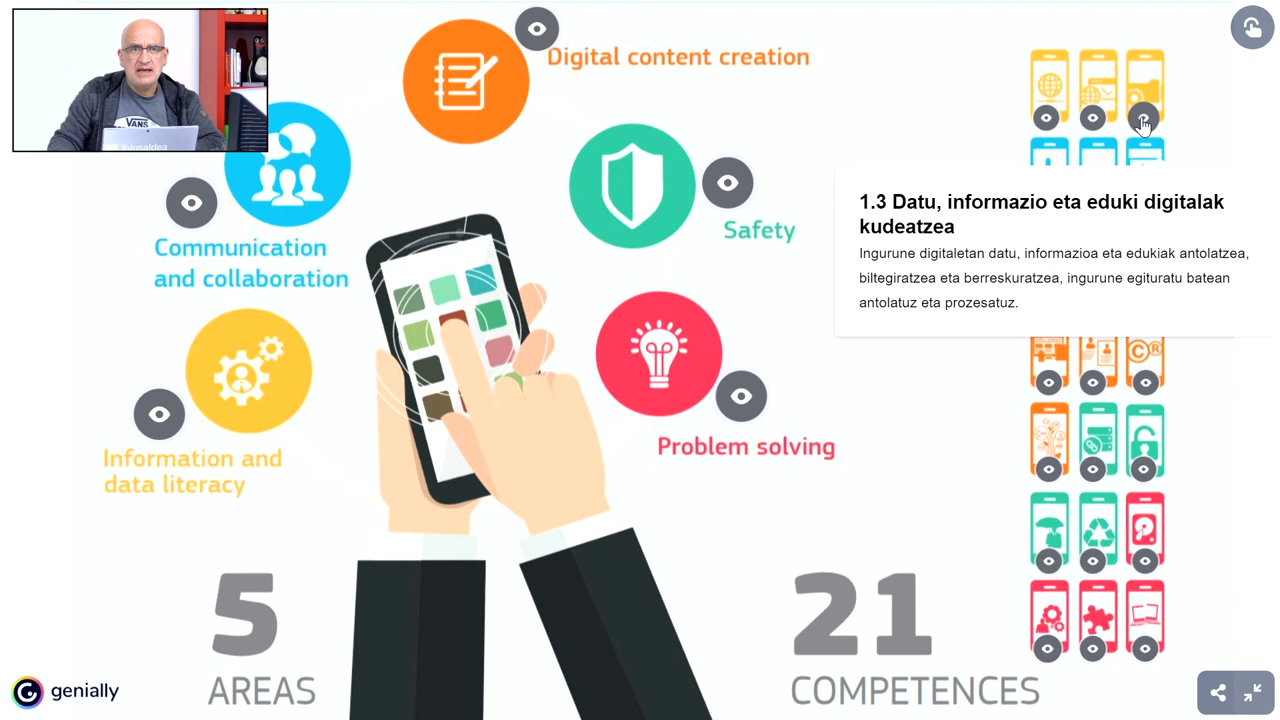 Digital content creation
VANS
Communication
and collaboration
Safety
1.3 Datu, informazio eta eduki digitalak
kudeatzea
Ingurune digitaletan datu, informazioa eta edukiak antolatzea,
biltegiratzea eta berreskuratzea, ingurune egituratu batean
antolatuz eta prozesatuz.
Information and
data literacy
Problem solving
5
AREAS
21
COMPETENCES
genially